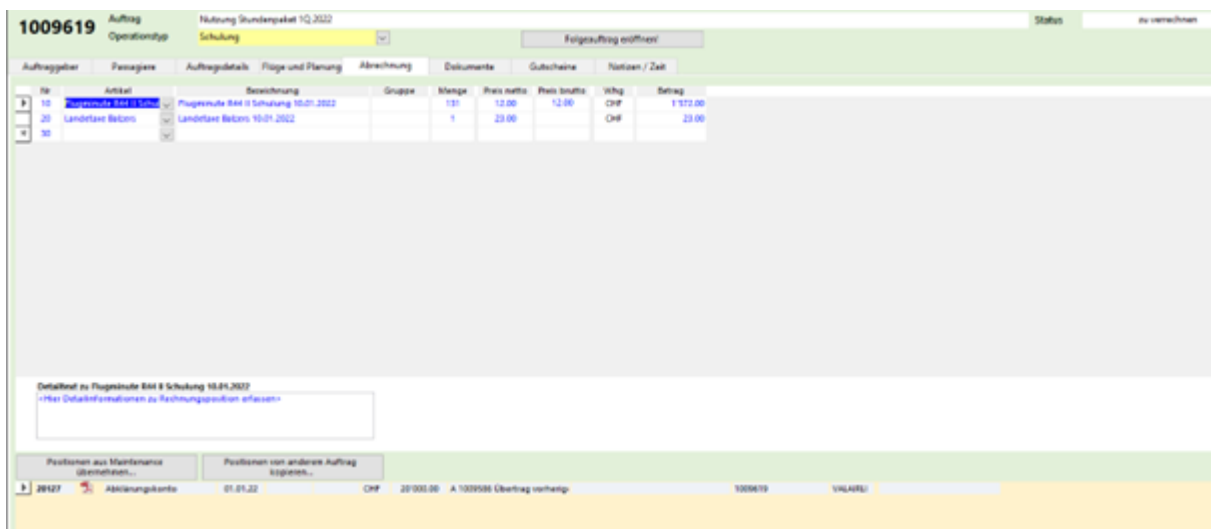 1009619 Auftrag Nutzung Stundenpaket 1Q.2022 Status zu verrechnen
Operationstyp Schulung Folgeauftrag eröffnen!
Auftraggeber Passagiere Auftragsdetails Flüge und Planung Abrechnung Dokumente Gutscheine Notizen / Zeit
Nr Artikel Bezeichnung Gruppe Menge Preis netto Preis brutto Whg Betrag
10 Flugminute R44 II Schul Flugminute R44 II Schulung 10.01.2022 131 12.00 12.00 CHF 1'572.00
20 Landetaxe Balzers Landetaxe Balzers 10.01.2022 1 23.00 CHF 23.00
30
Detailtext zu Flugminute R44 II Schulung 10.01.2022
<Hier Detailinformationen zu Rechnungsposition erfassen>
Positionen aus Maintenance übernehmen...
Positionen von anderem Auftrag kopieren...
20127 Abklärungskonto 01.01.22 CHF 20'000.00 A 1009586 Übertrag vorherig 1009619